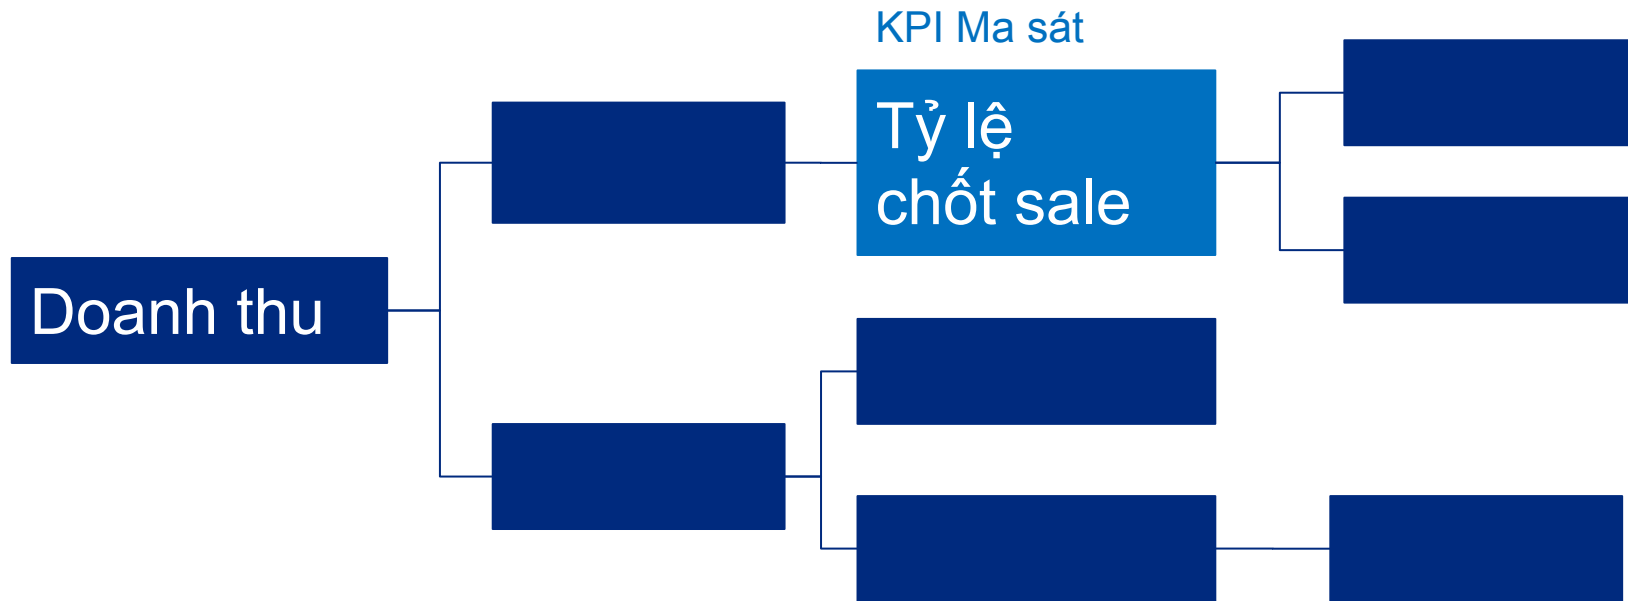 KPI Ma sát
Tỷ lệ
chốt sale
Doanh thu